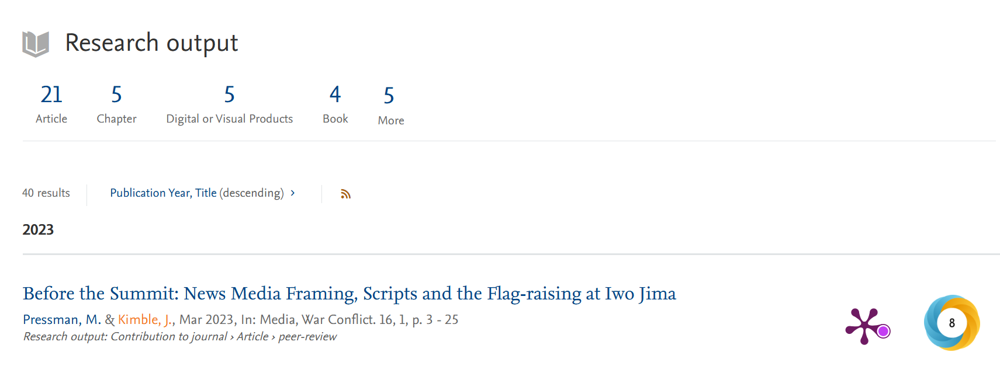 Research output
21 5 5 4 5
Article Chapter Digital or Visual Products Book More
40 results Publication Year, Title (descending) ›
2023
Before the Summit: News Media Framing, Scripts and the Flag-raising at Iwo Jima
Pressman, M. & Kimble, J., Mar 2023, In: Media, War Conflict. 16, 1, p. 3 - 25
Research output: Contribution to journal › Article › peer-review
8